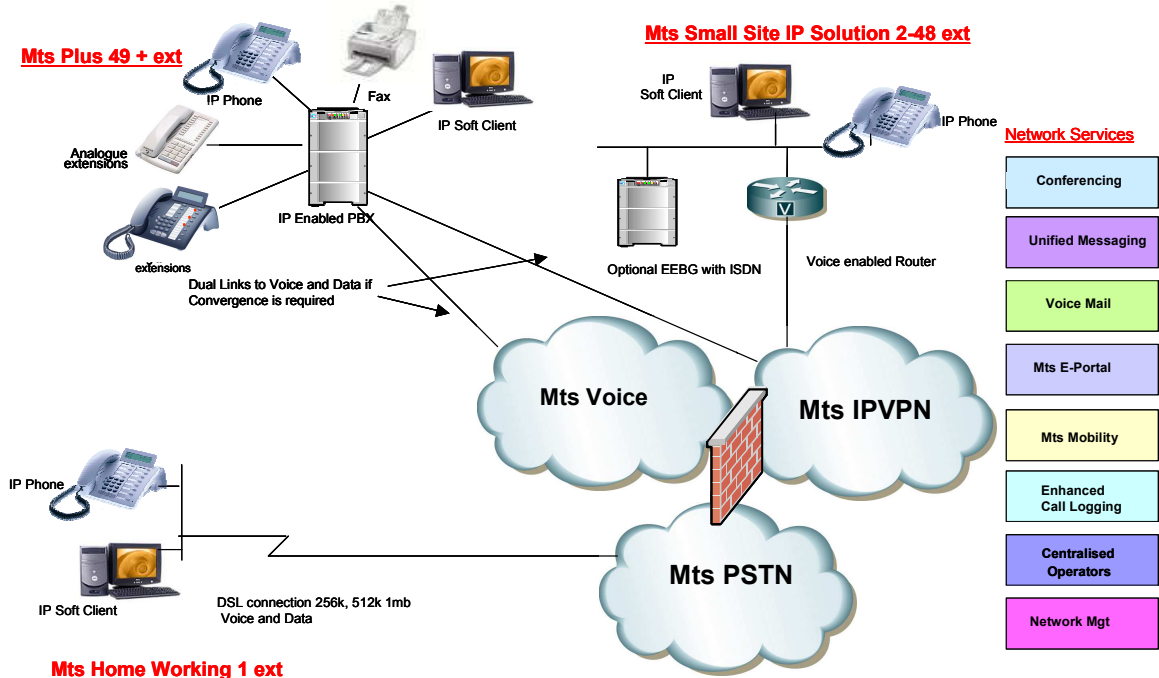 Mts Plus 49 + ext
IP Phone
Fax
IP Soft Client
Analogue
extensions
IP Enabled PBX
extensions
Dual Links to Voice and Data if
Convergence is required
Mts Small Site IP Solution 2-48 ext
IP
Soft Client
IP Phone
Optional EEBG with ISDN
V
Voice enabled Router
Mts Voice
Mts IPVPN
Mts PSTN
IP Phone
IP Soft Client
DSL connection 256k, 512k 1mb
Voice and Data
Mts Home Working 1 ext
Network Services
Conferencing
Unified Messaging
Voice Mail
Mts E-Portal
Mts Mobility
Enhanced
Call Logging
Centralised
Operators
Network Mgt